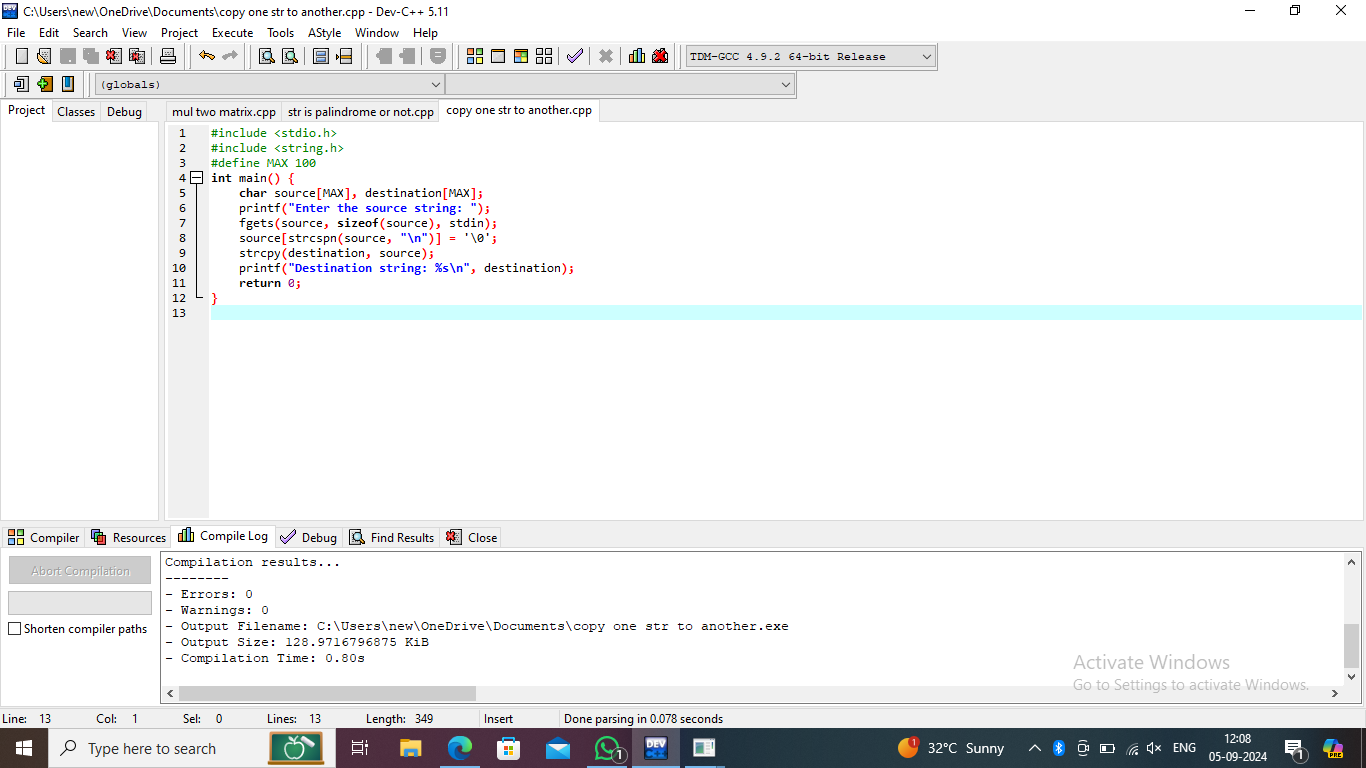 C:\Users\new\OneDrive\Documents\copy one str to another.cpp - Dev-C++ 5.11
File Edit Search View Project Execute Tools AStyle Window Help
TDM-GCC 4.9.2 64-bit Release
(globals)
Project Classes Debug mul two matrix.cpp str is palindrome or not.cpp copy one str to another.cpp
1 #include <stdio.h>
2 #include <string.h>
3 #define MAX 100
4 int main() {
5 char source[MAX], destination[MAX];
6 printf("Enter the source string: ");
7 fgets(source, sizeof(source), stdin);
8 source[strcspn(source, "\n")] = '\0';
9 strcpy(destination, source);
10 printf("Destination string: %s\n", destination);
11 return 0;
12 }
13
Compiler Resources Compile Log Debug Find Results Close
Abort Compilation
Shorten compiler paths
Compilation results...
--------
- Errors: 0
- Warnings: 0
- Output Filename: C:\Users\new\OneDrive\Documents\copy one str to another.exe
- Output Size: 128.9716796875 KiB
- Compilation Time: 0.80s
Activate Windows
Go to Settings to activate Windows.
Line: 13 Col: 1 Sel: 0 Lines: 13 Length: 349 Insert Done parsing in 0.078 seconds
Type here to search
1
DEV
1
32°C Sunny
ENG
12:08
05-09-2024
1
PRE